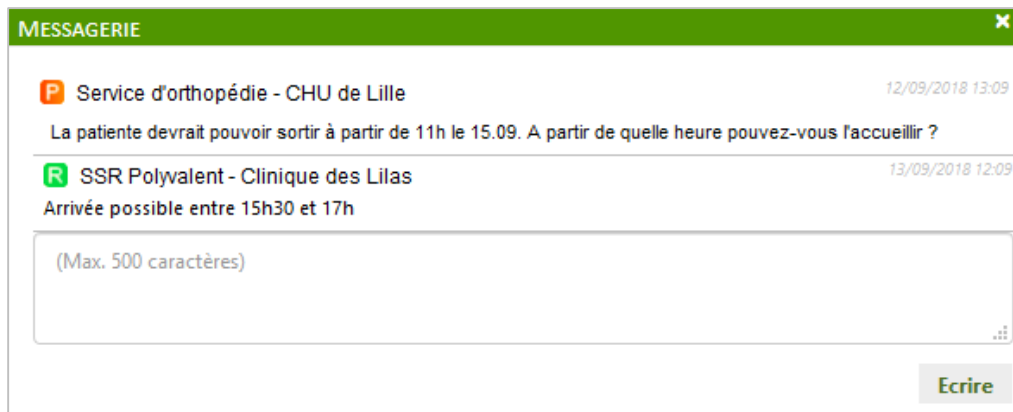 MESSAGERIE ×
P Service d'orthopédie - CHU de Lille 12/09/2018 13:09
La patiente devrait pouvoir sortir à partir de 11h le 15.09. A partir de quelle heure pouvez-vous l'accueillir ?
R SSR Polyvalent - Clinique des Lilas 13/09/2018 12:09
Arrivée possible entre 15h30 et 17h
(Max. 500 caractères)
Ecrire